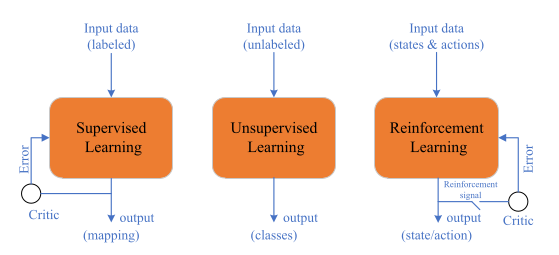 Input data
(labeled)
Input data
(unlabeled)
Input data
(states & actions)
Supervised
Learning
Unsupervised
Learning
Reinforcement
Learning
Error
Critic
output
(mapping)
output
(classes)
Reinforcement
signal
Error
Critic
output
(state/action)